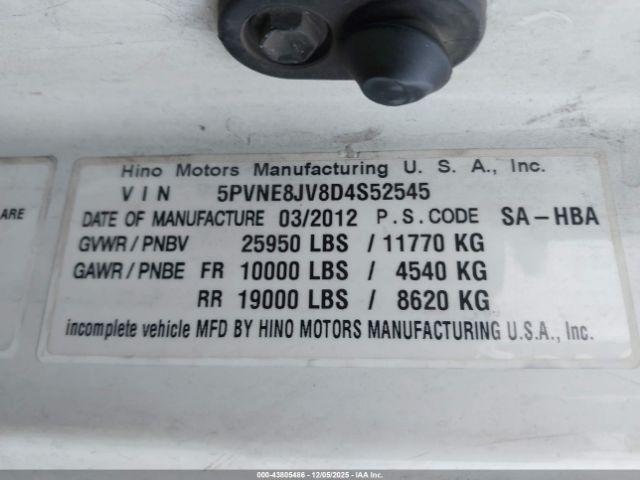 ARE
Hino Motors Manufacturing U. S. A., Inc.
VIN 5PVNE8JV8D4S52545
DATE OF MANUFACTURE 03/2012 P.S.CODE SA-HBA
GVWR / PNBV 25950 LBS / 11770 KG
GAWR / PNBE FR 10000 LBS / 4540 KG
RR 19000 LBS / 8620 KG
incomplete vehicle MFD BY HINO MOTORS MANUFACTURING U.S.A., Inc.
000-43805486 - 12/05/2025 - IAA Inc.